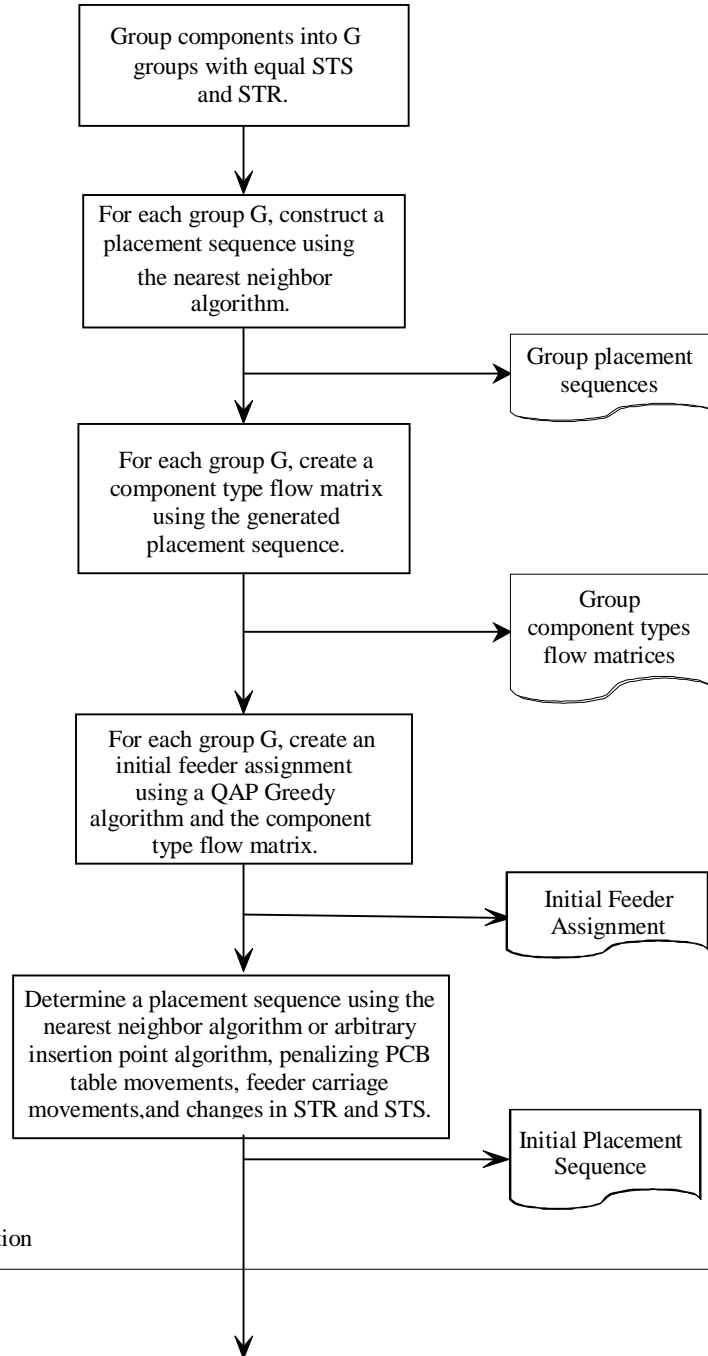 Group components into G
groups with equal STS
and STR.
For each group G, construct a
placement sequence using
the nearest neighbor
algorithm.
Group placement
sequences
For each group G, create a
component type flow matrix
using the generated
placement sequence.
Group
component types
flow matrices
For each group G, create an
initial feeder assignment
using a QAP Greedy
algorithm and the component
type flow matrix.
Initial Feeder
Assignment
Determine a placement sequence using the
nearest neighbor algorithm or arbitrary
insertion point algorithm, penalizing PCB
table movements, feeder carriage
movements,and changes in STR and STS.
Initial Placement
Sequence
tion